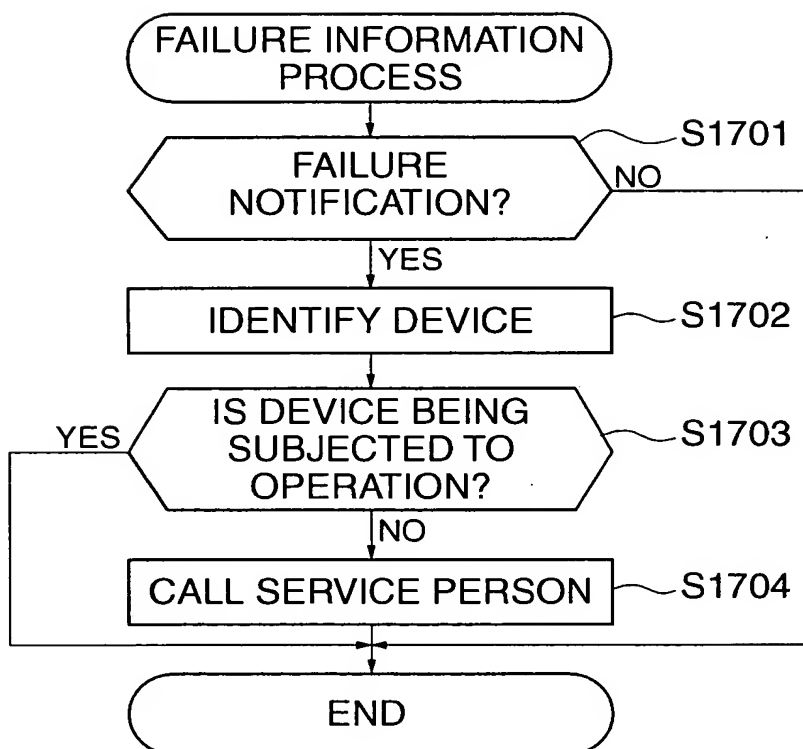 FAILURE INFORMATION
PROCESS
S1701
FAILURE
NOTIFICATION?
NO
YES
IDENTIFY DEVICE
S1702
IS DEVICE BEING
SUBJECTED TO
OPERATION?
YES
S1703
NO
CALL SERVICE PERSON
S1704
END